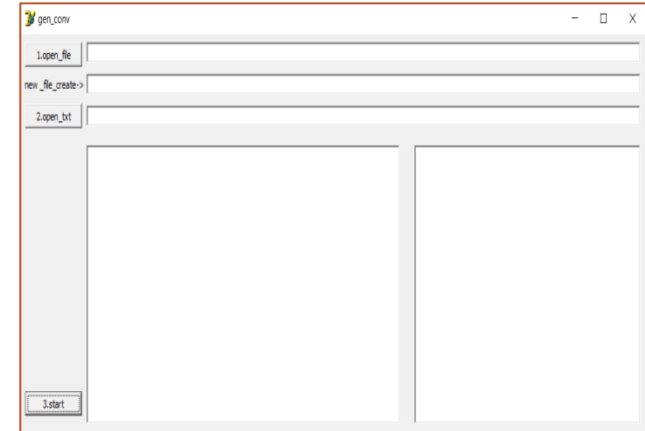 gen_conv
1.open_file
new _file_create->
2.open_txt
3.start